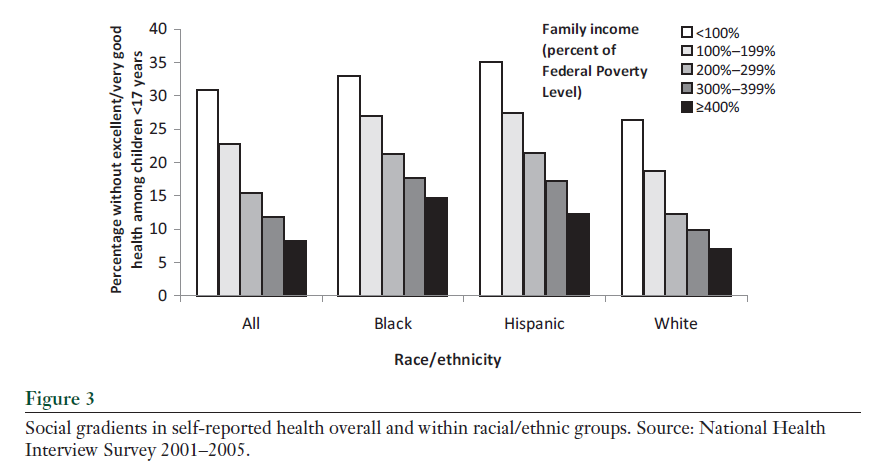 Percentage without excellent/very good
health among children <17 years
40
35
30
25
20
15
10
5
0
Family income
(percent of
Federal Poverty
Level)
<100%
100%–199%
200%–299%
300%–399%
≥400%
All
Black
Hispanic
White
Race/ethnicity
Figure 3
Social gradients in self-reported health overall and within racial/ethnic groups. Source: National Health
Interview Survey 2001–2005.